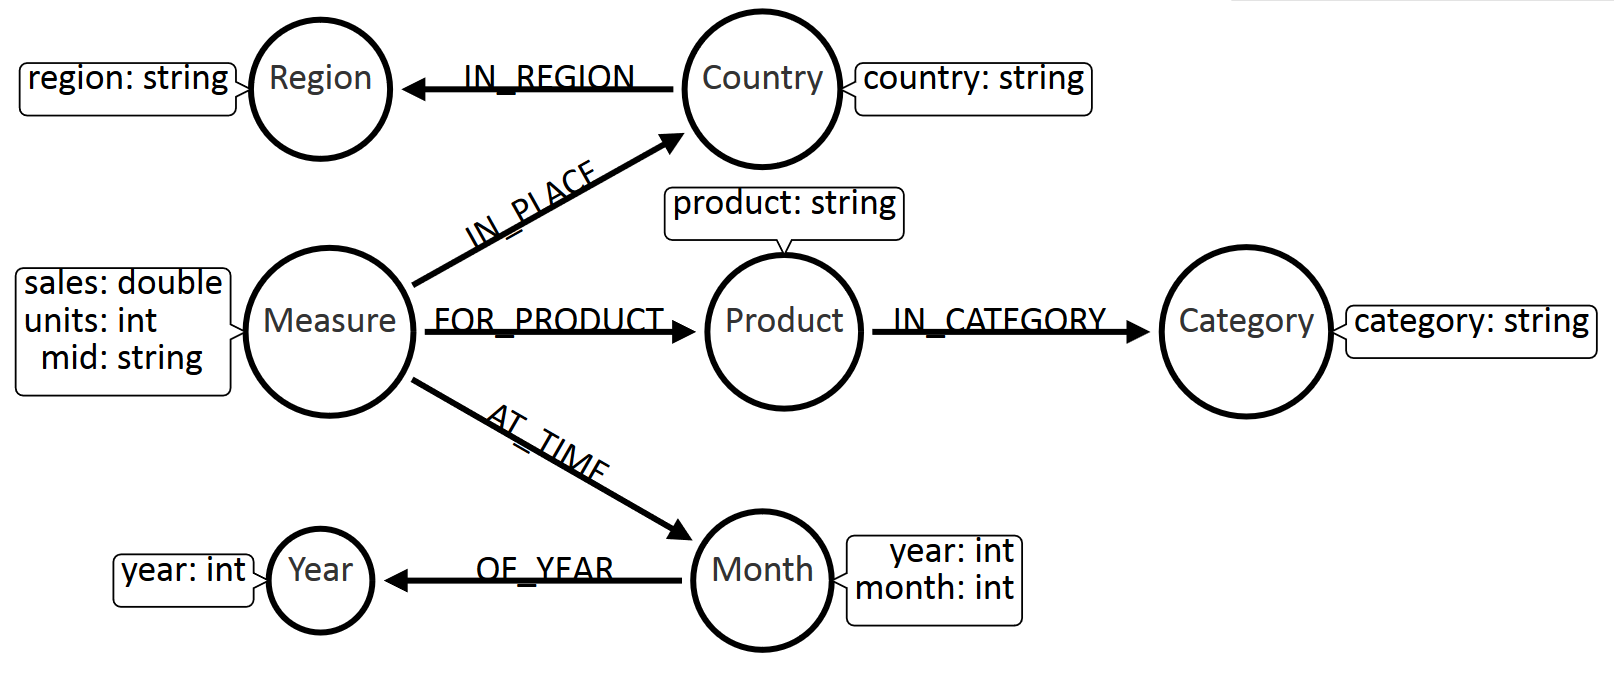 region: string
Region
IN_REGION
Country
country: string
IN_PLACE
product: string
sales: double
units: int
mid: string
Measure
FOR_PRODUCT
Product
IN_CATEGORY
Category
category: string
AT_TIME
year: int
Year
OF_YEAR
Month
year: int
month: int